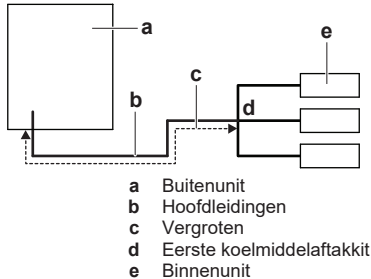 a
e
c
b
d
a Buitenunit
b Hoofdleidingen
c Vergroten
d Eerste koelmiddelaftakkit
e Binnenunit